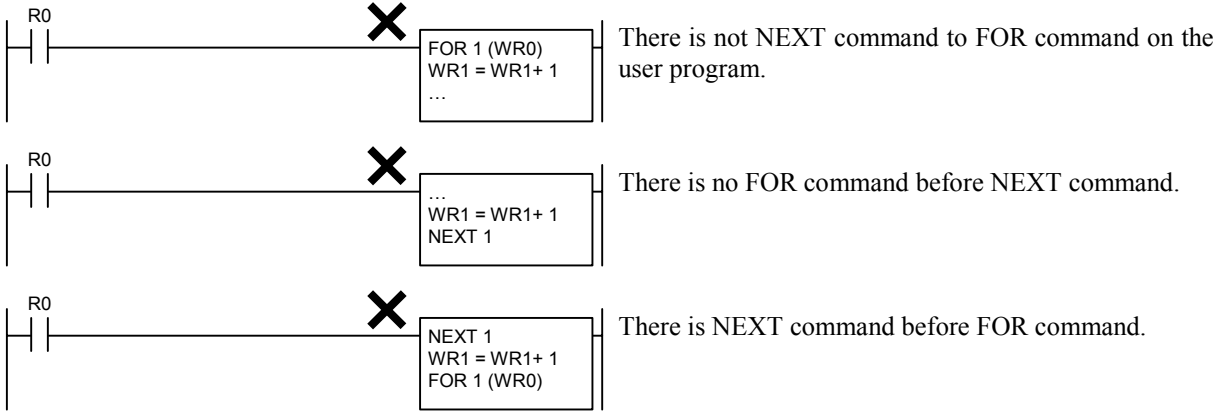 R0
FOR 1 (WR0)
WR1 = WR1+ 1
…
There is not NEXT command to FOR command on the
user program.
R0
…
WR1 = WR1+ 1
NEXT 1
There is no FOR command before NEXT command.
R0
NEXT 1
WR1 = WR1+ 1
FOR 1 (WR0)
There is NEXT command before FOR command.